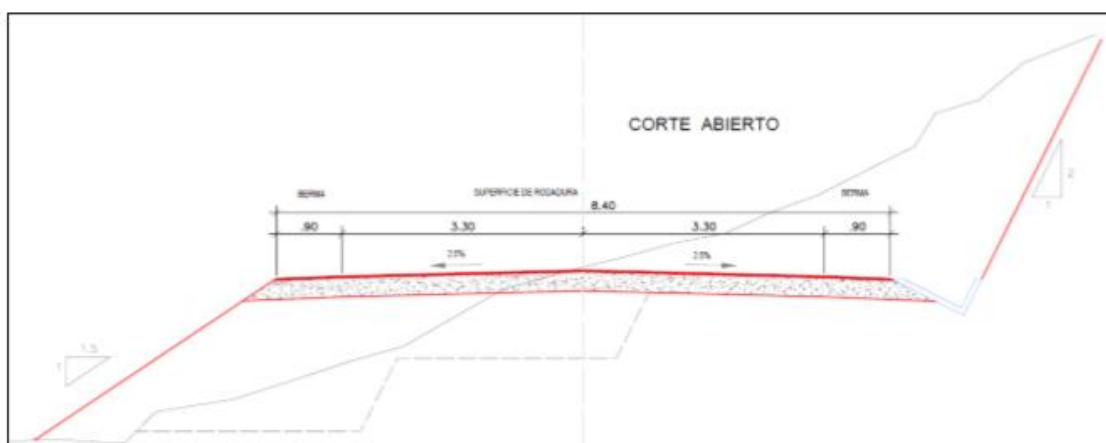 CORTE ABIERTO
BERMA SUPERFICIE DE RODADURA BERMA
8.40
.90 3.30 3.30 .90
2.5% 2.5%
2
1
1.5
1